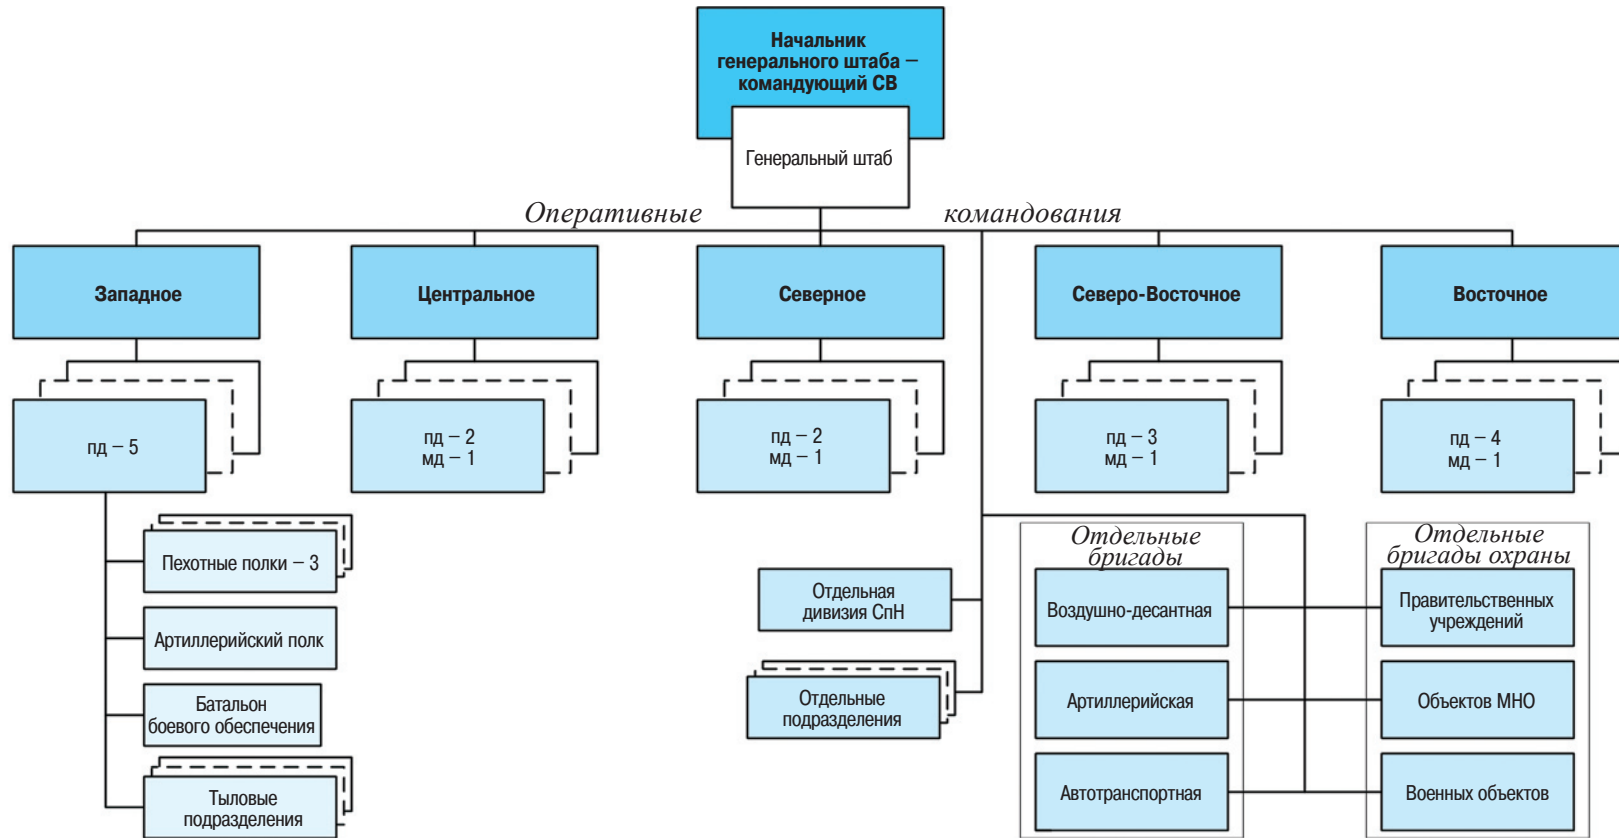 Начальник
генерального штаба –
командующий СВ
Генеральный штаб
Оперативные командования
Западное
Центральное
Северное
Северо-Восточное
Восточное
пд – 5
пд – 2
мд – 1
пд – 2
мд – 1
пд – 3
мд – 1
пд – 4
мд – 1
Пехотные полки – 3
Артиллерийский полк
Батальон
боевого обеспечения
Тыловые
подразделения
Отдельная
дивизия СпН
Отдельные
подразделения
Отдельные
бригады
Воздушно-десантная
Артиллерийская
Автотранспортная
Отдельные
бригады охраны
Правительственных
учреждений
Объектов МНО
Военных объектов